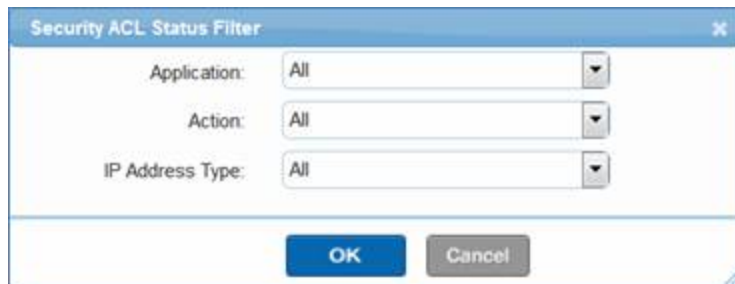 Security ACL Status Filter
Application: All
Action: All
IP Address Type: All
OK Cancel